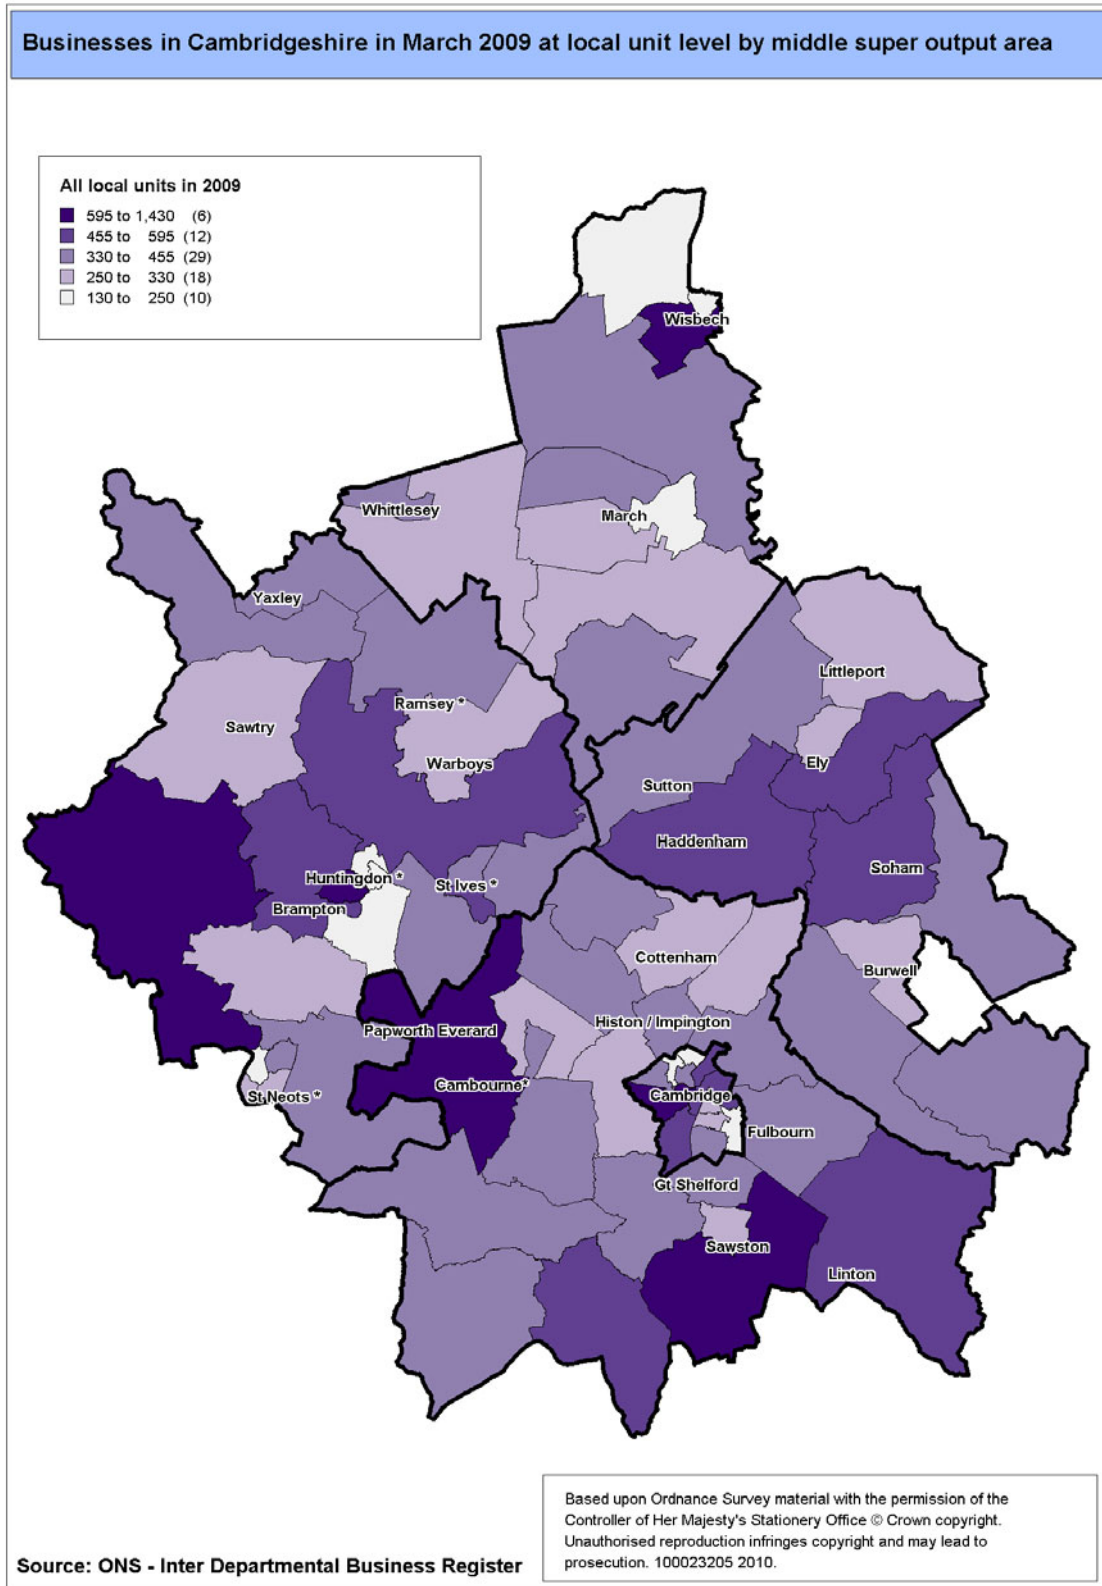 Businesses in Cambridgeshire in March 2009 at local unit level by middle super output area
All local units in 2009
595 to 1,430 (6)
455 to 595 (12)
330 to 455 (29)
250 to 330 (18)
130 to 250 (10)
Wisbech
Whittlesey
March
Yaxley
Littleport
Ramsey *
Sawtry
Warboys
Ely
Sutton
Haddenham
Soham
Huntingdon *
St Ives *
Brampton
Cottenham
Burwell
Histon / Impington
Papworth Everard
Cambourne*
St Neots *
Cambridge
Fulbourn
Gt Shelford
Sawston
Linton
Based upon Ordnance Survey material with the permission of the
Controller of Her Majesty's Stationery Office © Crown copyright.
Unauthorised reproduction infringes copyright and may lead to
prosecution. 100023205 2010.
Source: ONS - Inter Departmental Business Register